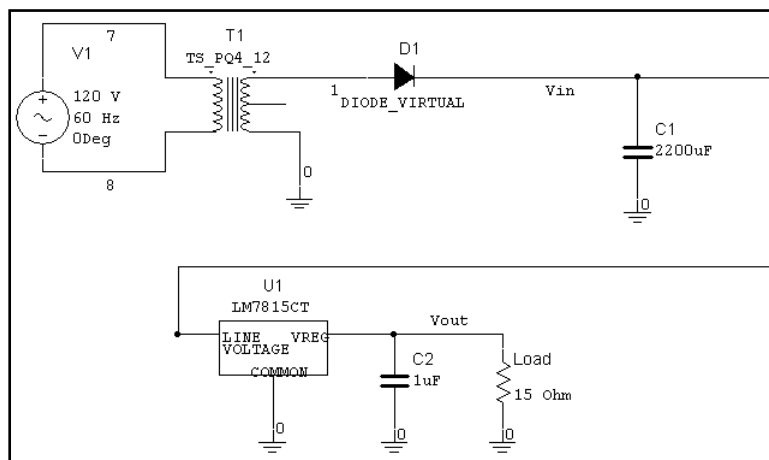 7
V1
T1
TS_PQ4_12
D1
120 V
60 Hz
0Deg
1
DIODE_VIRTUAL
Vin
C1
2200uF
8
0
0
U1
LM7815CT
Vout
LINE VREG
VOLTAGE
COMMON
C2
1uF
Load
15 Ohm
0
0
0